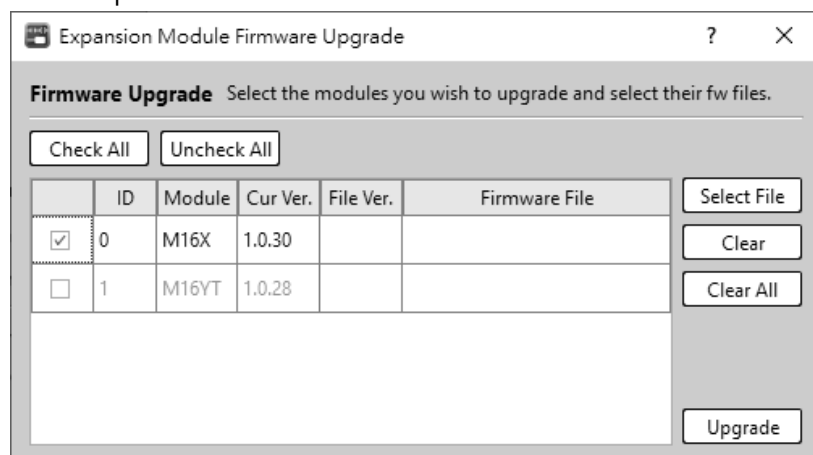 Expansion Module Firmware Upgrade ? ×
Firmware Upgrade Select the modules you wish to upgrade and select their fw files.
Check All Uncheck All
ID Module Cur Ver. File Ver. Firmware File Select File
0 M16X 1.0.30 Clear
1 M16YT 1.0.28 Clear All
Upgrade